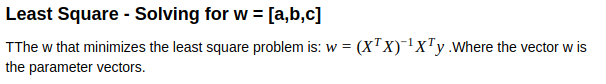 Least Square - Solving for w = [a,b,c]
TThe w that minimizes the least square problem is: w = (XᵀX)⁻¹Xᵀy .Where the vector w is
the parameter vectors.